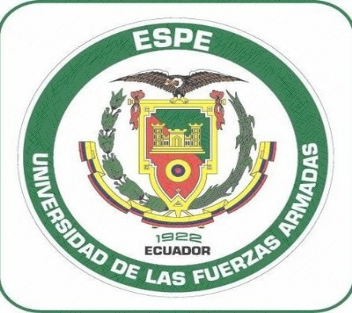 ESPE
1922
ECUADOR
UNIVERSIDAD DE LAS FUERZAS ARMADAS